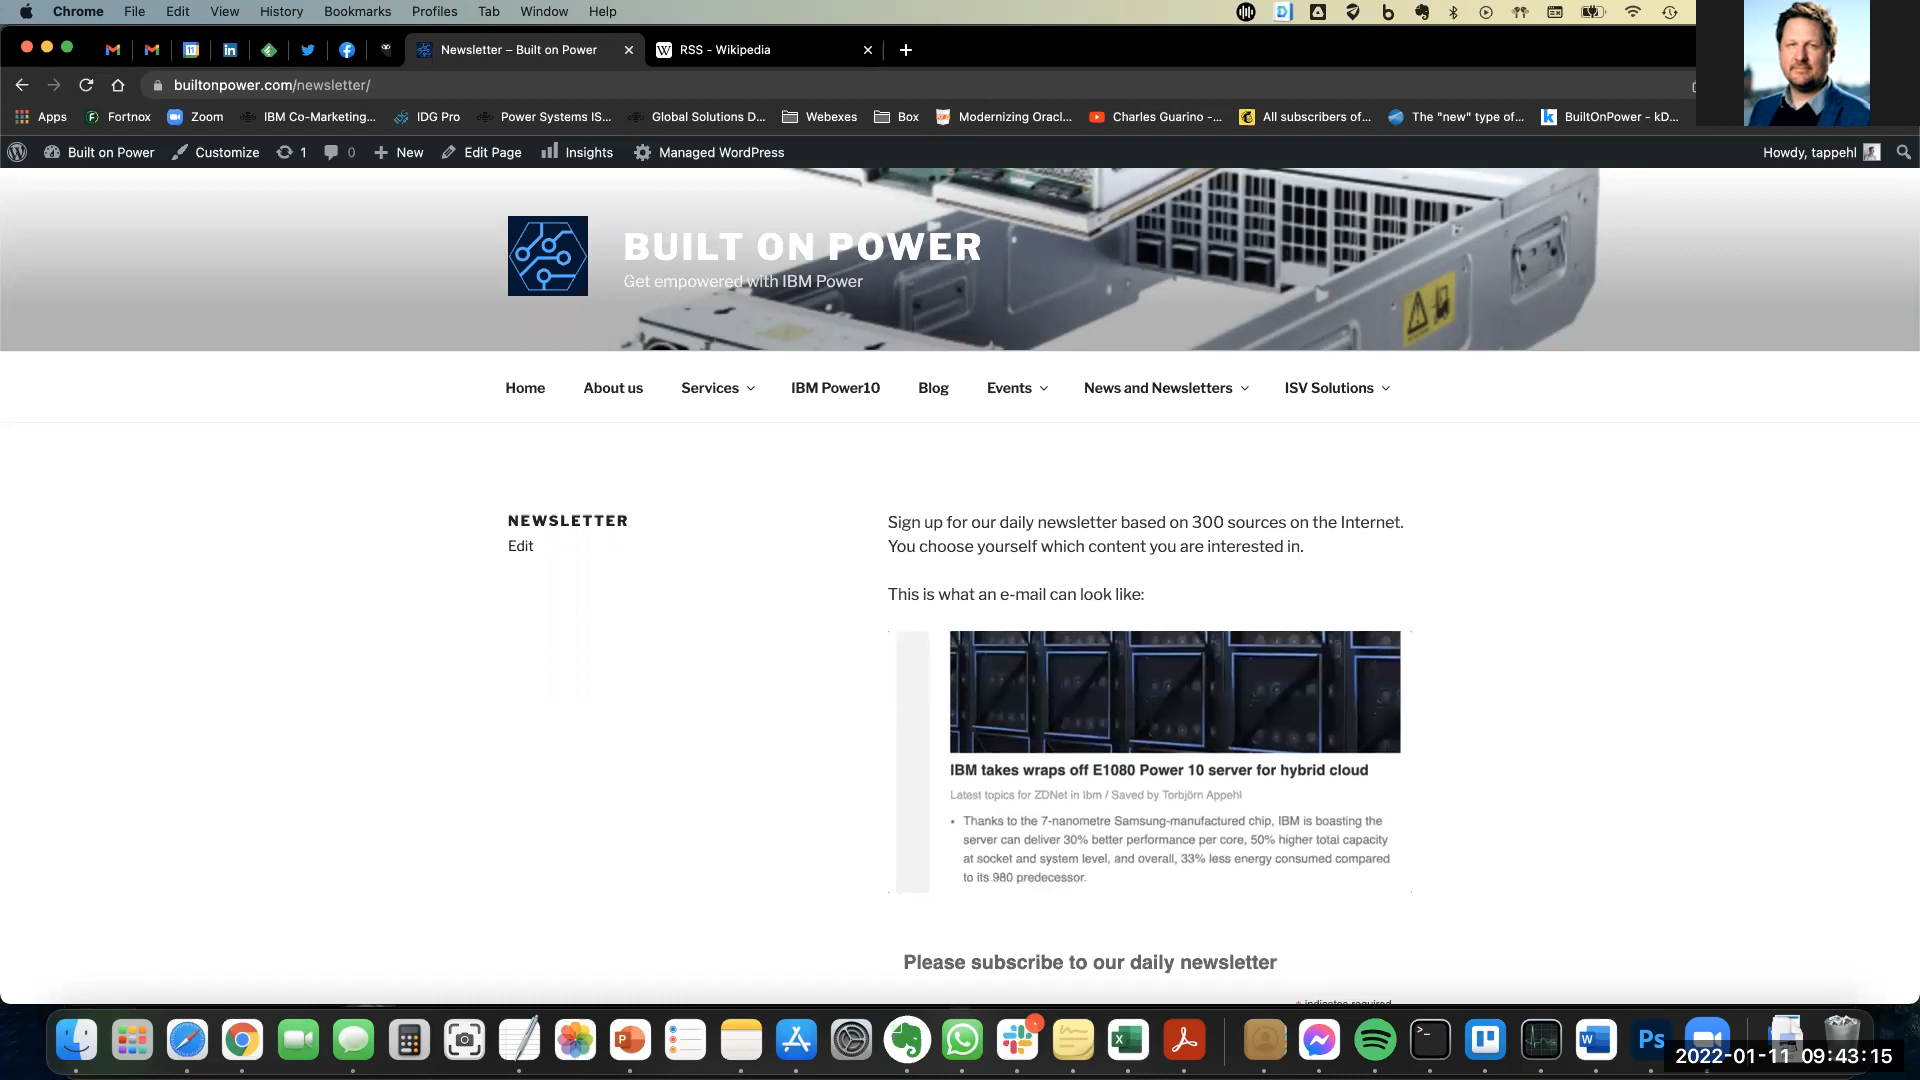 Chrome File Edit View History Bookmarks Profiles Tab Window Help
Newsletter – Built on Power
RSS - Wikipedia
builtonpower.com/newsletter/
Apps Fortnox Zoom IBM Co-Marketing... IDG Pro Power Systems IS... Global Solutions D... Webexes Box Modernizing Oracl... Charles Guarino -... All subscribers of... The "new" type of... BuiltOnPower - kD...
Built on Power Customize 1 0 New Edit Page Insights Managed WordPress Howdy, tappehl
BUILT ON POWER
Get empowered with IBM Power
Home About us Services IBM Power10 Blog Events News and Newsletters ISV Solutions
NEWSLETTER
Edit
Sign up for our daily newsletter based on 300 sources on the Internet.
You choose yourself which content you are interested in.
This is what an e-mail can look like:
IBM takes wraps off E1080 Power 10 server for hybrid cloud
Latest topics for ZDNet in Ibm / Saved by Torbjörn Appehl
• Thanks to the 7-nanometre Samsung-manufactured chip, IBM is boasting the
server can deliver 30% better performance per core, 50% higher total capacity
at socket and system level, and overall, 33% less energy consumed compared
to its 980 predecessor.
Please subscribe to our daily newsletter
* indicates required
2022-01-11 09:43:15